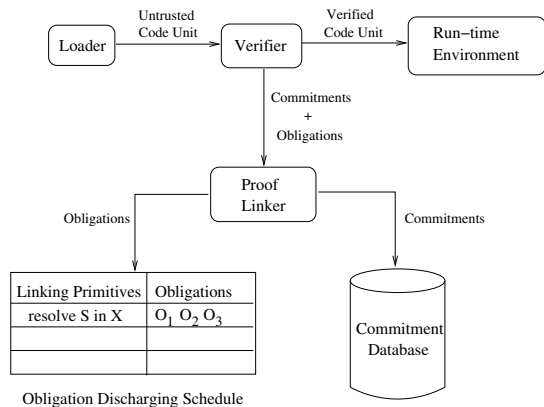 Loader
Untrusted
Code Unit
Verifier
Verified
Code Unit
Run-time
Environment
Commitments
+
Obligations
Proof
Linker
Obligations
Commitments
Linking Primitives
Obligations
resolve S in X
O1 O2 O3
Commitment
Database
Obligation Discharging Schedule